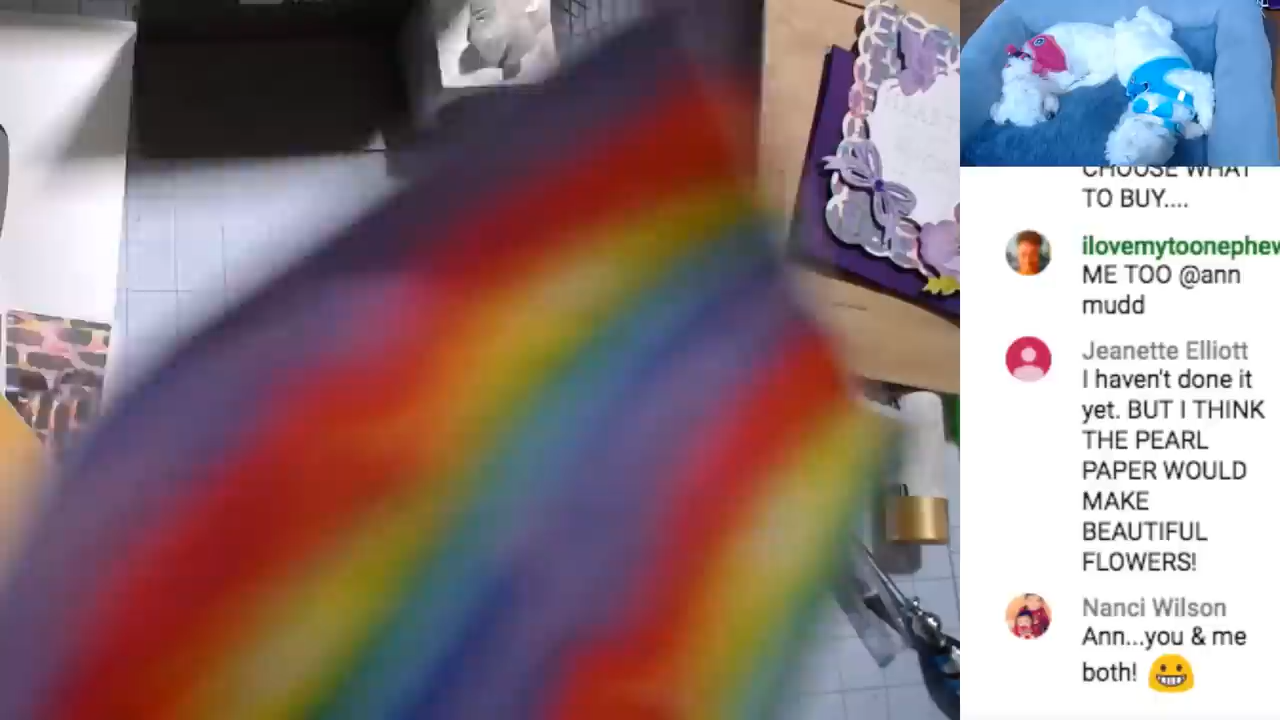 CHOOSE WHAT
TO BUY....
ilovemytoonephew
ME TOO @ann
mudd
Jeanette Elliott
I haven't done it
yet. BUT I THINK
THE PEARL
PAPER WOULD
MAKE
BEAUTIFUL
FLOWERS!
Nanci Wilson
Ann...you & me
both! 😀